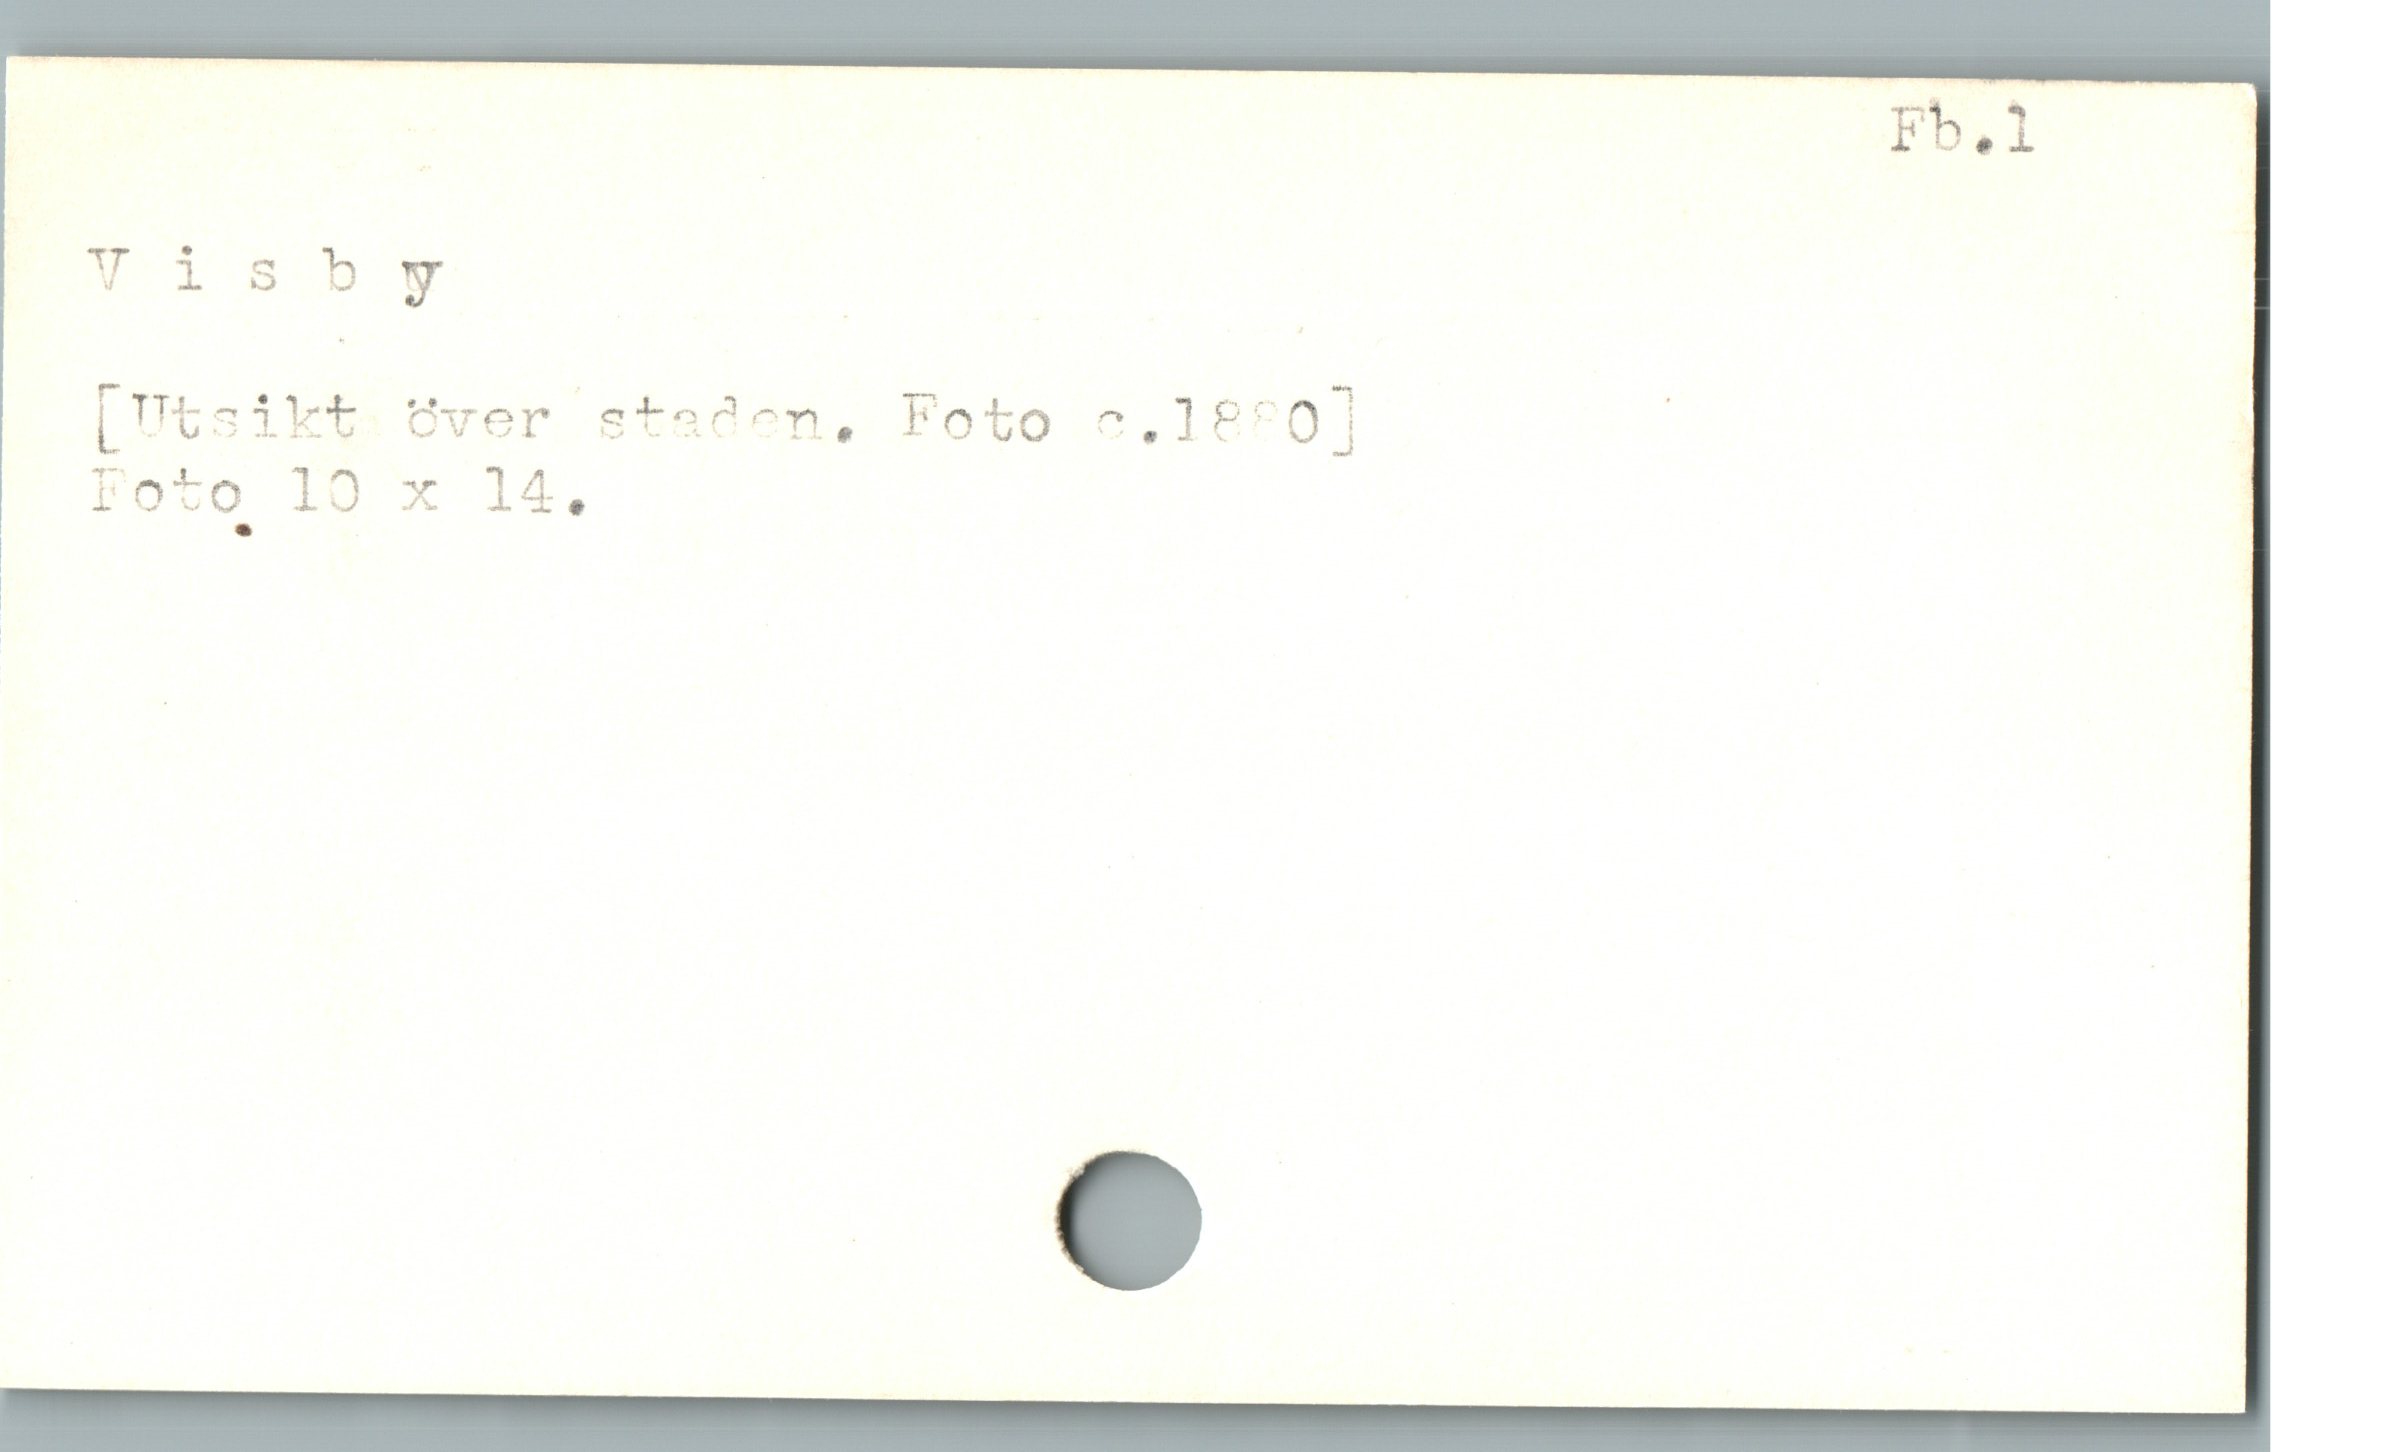 Fb.1
V i s b y
[Utsikt över staden. Foto c.1880]
Foto 10 x 14.